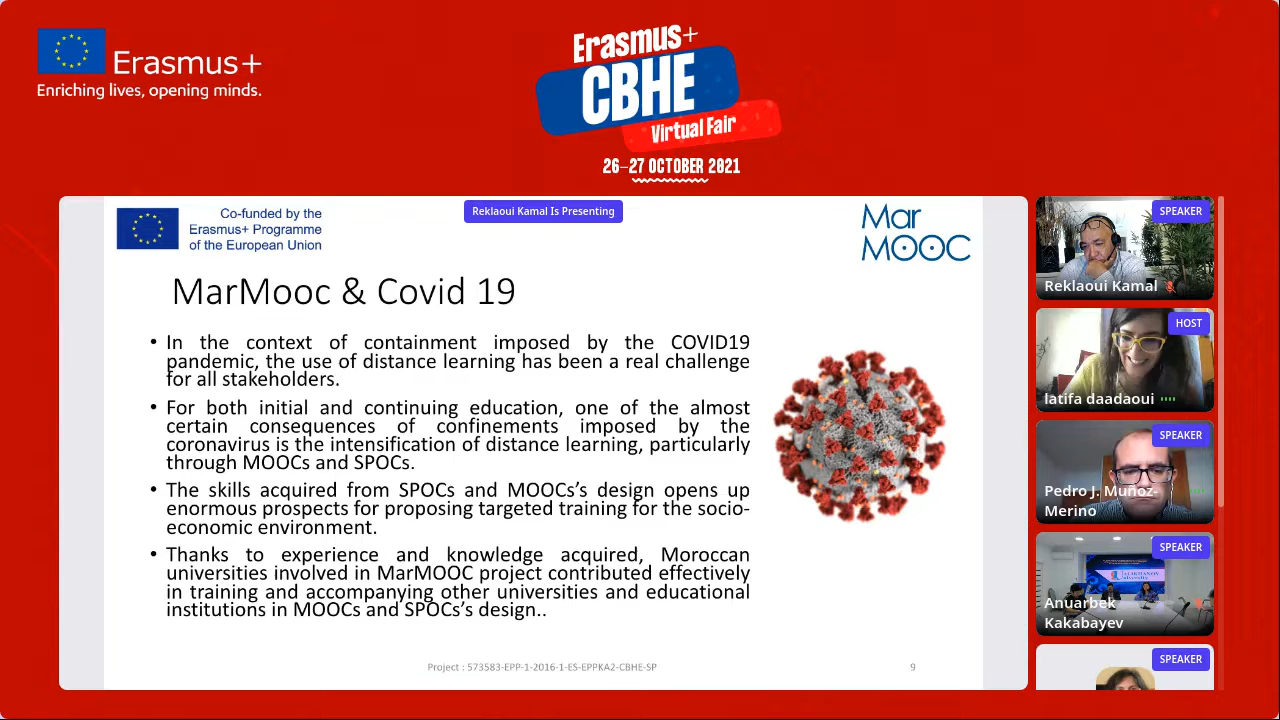 Erasmus+
Enriching lives, opening minds.
Erasmus+
CBHE
Virtual Fair
26–27 OCTOBER 2021
Co-funded by the
Erasmus+ Programme
of the European Union
Reklaoui Kamal Is Presenting
Mar
MOOC
MarMooc & Covid 19
• In the context of containment imposed by the COVID19
pandemic, the use of distance learning has been a real challenge
for all stakeholders.
• For both initial and continuing education, one of the almost
certain consequences of confinements imposed by the
coronavirus is the intensification of distance learning, particularly
through MOOCs and SPOCs.
• The skills acquired from SPOCs and MOOCs’s design opens up
enormous prospects for proposing targeted training for the socio-
economic environment.
• Thanks to experience and knowledge acquired, Moroccan
universities involved in MarMOOC project contributed effectively
in training and accompanying other universities and educational
institutions in MOOCs and SPOCs’s design..
Project : 573583-EPP-1-2016-1-ES-EPPKA2-CBHE-SP
9
SPEAKER
Reklaoui Kamal
HOST
latifa daadaoui
SPEAKER
Pedro J. Muñoz-
Merino
SPEAKER
Anuarbek
Kakabayev
SPEAKER